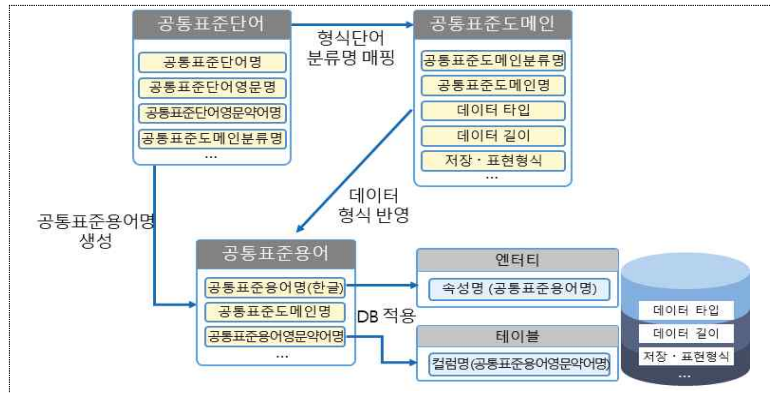 공통표준단어
공통표준단어명
공통표준단어영문명
공통표준단어영문약어명
공통표준도메인분류명
...
형식단어
분류명 매핑
공통표준도메인
공통표준도메인분류명
공통표준도메인명
데이터 타입
데이터 길이
저장·표현형식
...
공통표준용어명
생성
데이터
형식 반영
공통표준용어
공통표준용어명(한글)
공통표준도메인명
공통표준용어영문약어명
...
DB 적용
엔터티
속성명 (공통표준용어명)
테이블
컬럼명(공통표준용어영문약어명)
데이터 타입
데이터 길이
저장·표현형식
...